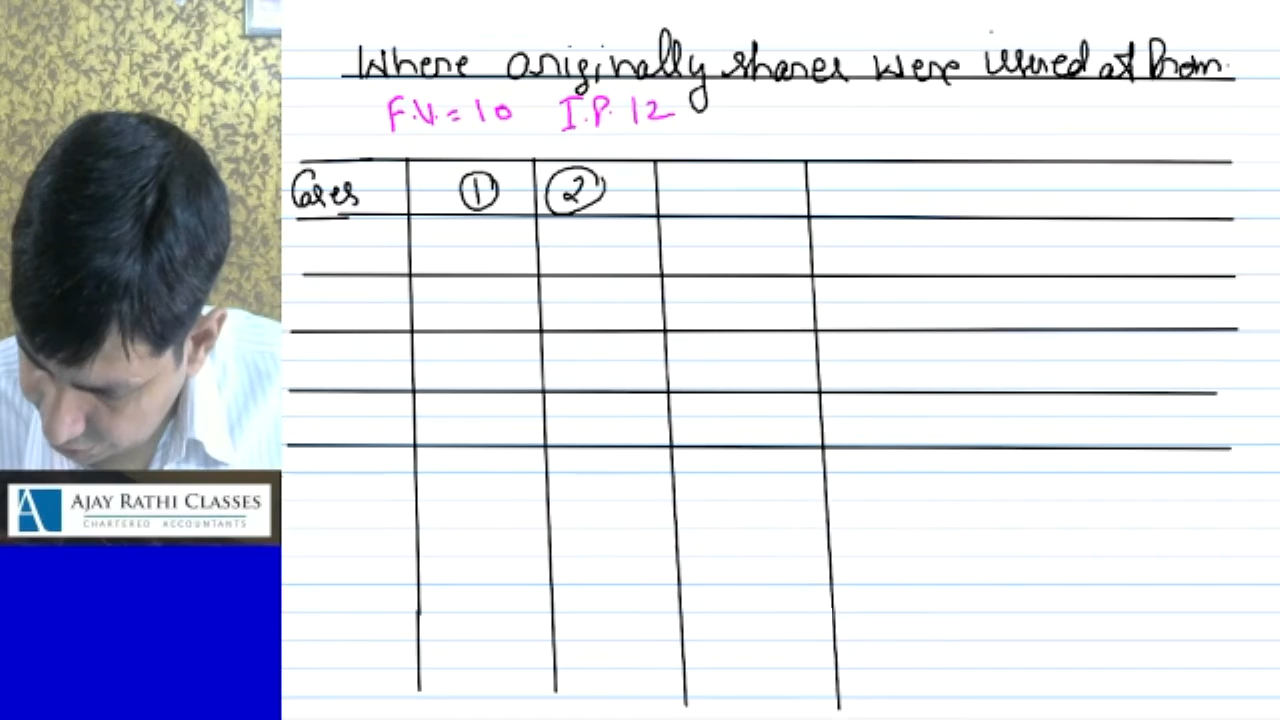 Where originally shares were issued at Prem.
F.V. = 10 I.P. 12
Cases 1 2
AJAY RATHI CLASSES
CHARTERED ACCOUNTANTS